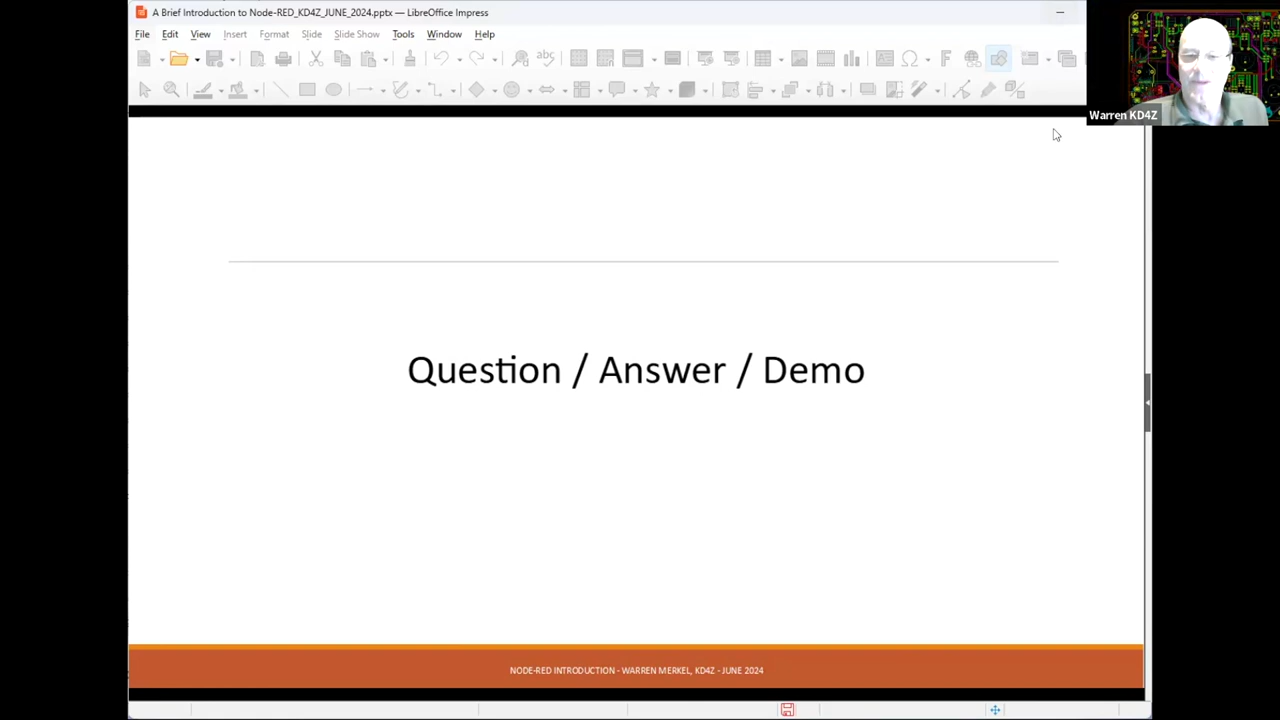 A Brief Introduction to Node-RED_KD4Z_JUNE_2024.pptx — LibreOffice Impress
File Edit View Insert Format Slide Slide Show Tools Window Help
Warren KD4Z
Question / Answer / Demo
NODE-RED INTRODUCTION - WARREN MERKEL, KD4Z - JUNE 2024